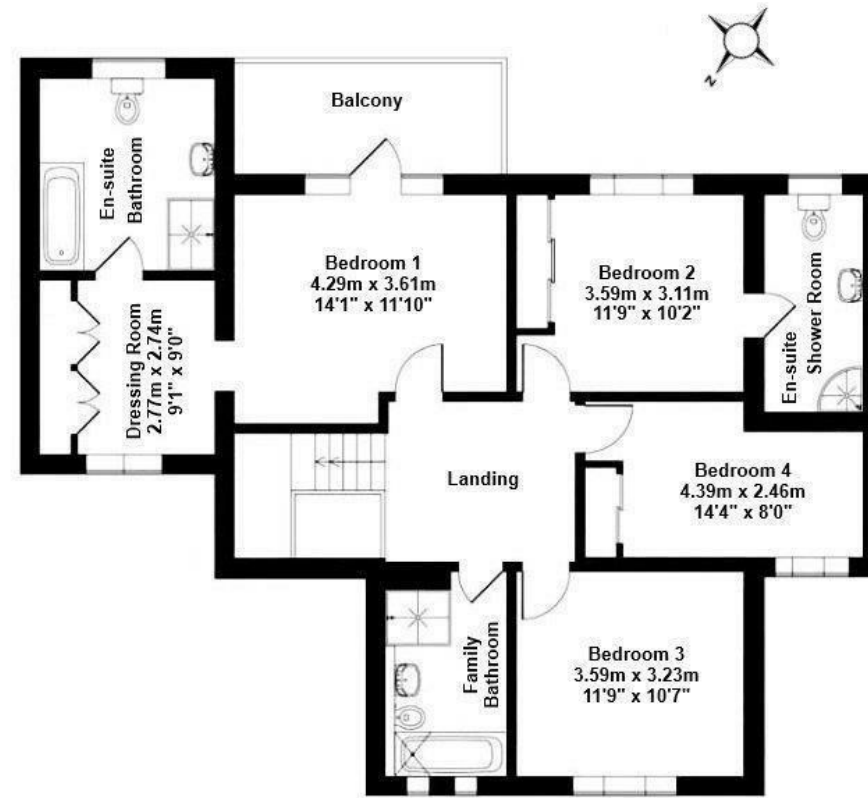 N
Balcony
En-suite
Bathroom
Bedroom 1
4.29m x 3.61m
14'1" x 11'10"
Bedroom 2
3.59m x 3.11m
11'9" x 10'2"
En-suite
Shower Room
Dressing Room
2.77m x 2.74m
9'1" x 9'0"
Landing
Bedroom 4
4.39m x 2.46m
14'4" x 8'0"
Family
Bathroom
Bedroom 3
3.59m x 3.23m
11'9" x 10'7"